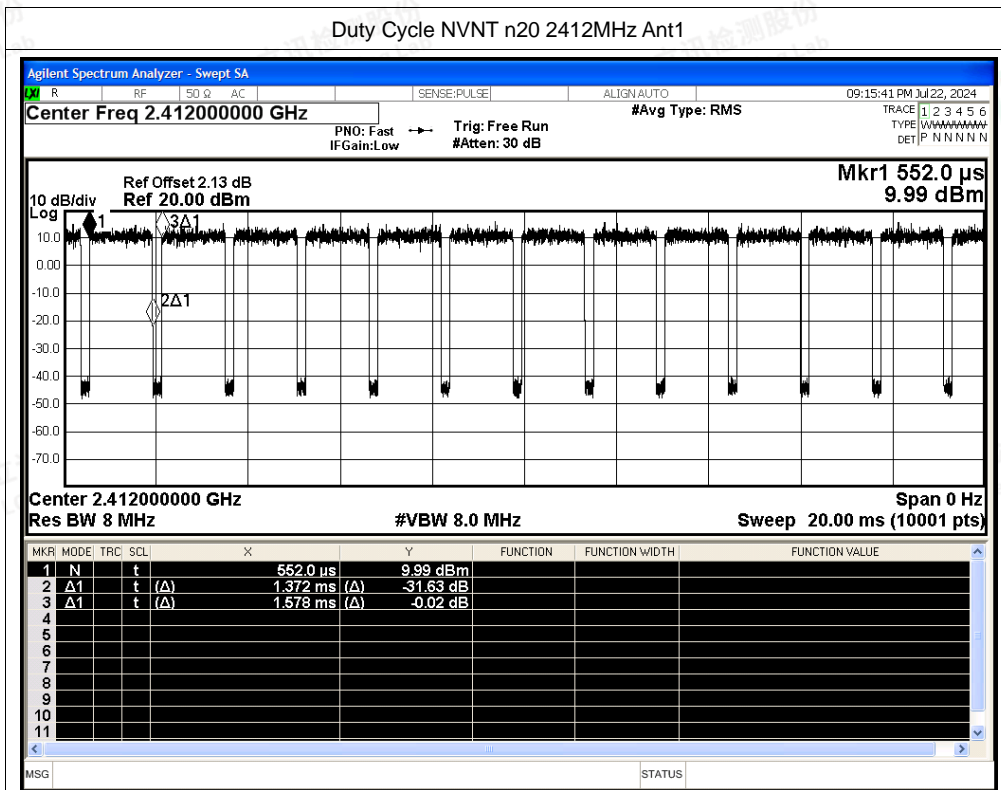 Duty Cycle NVNT n20 2412MHz Ant1
Agilent Spectrum Analyzer - Swept SA
LXI R RF 50 Ω AC SENSE:PULSE ALIGN AUTO 09:15:41 PM Jul 22, 2024
Center Freq 2.412000000 GHz #Avg Type: RMS TRACE 1 2 3 4 5 6
PNO: Fast Trig: Free Run TYPE WWWWWW
IFGain:Low #Atten: 30 dB DET P N N N N N
Mkr1 552.0 µs
Ref Offset 2.13 dB
10 dB/div Ref 20.00 dBm 9.99 dBm
Log
1 3Δ1
10.0
0.00
-10.0
2Δ1
-20.0
-30.0
-40.0
-50.0
-60.0
-70.0
Center 2.412000000 GHz Span 0 Hz
Res BW 8 MHz #VBW 8.0 MHz Sweep 20.00 ms (10001 pts)
MKR MODE TRC SCL X Y FUNCTION FUNCTION WIDTH FUNCTION VALUE
1 N t 552.0 µs 9.99 dBm
2 Δ1 t (Δ) 1.372 ms (Δ) -31.63 dB
3 Δ1 t (Δ) 1.578 ms (Δ) -0.02 dB
4
5
6
7
8
9
10
11
MSG STATUS